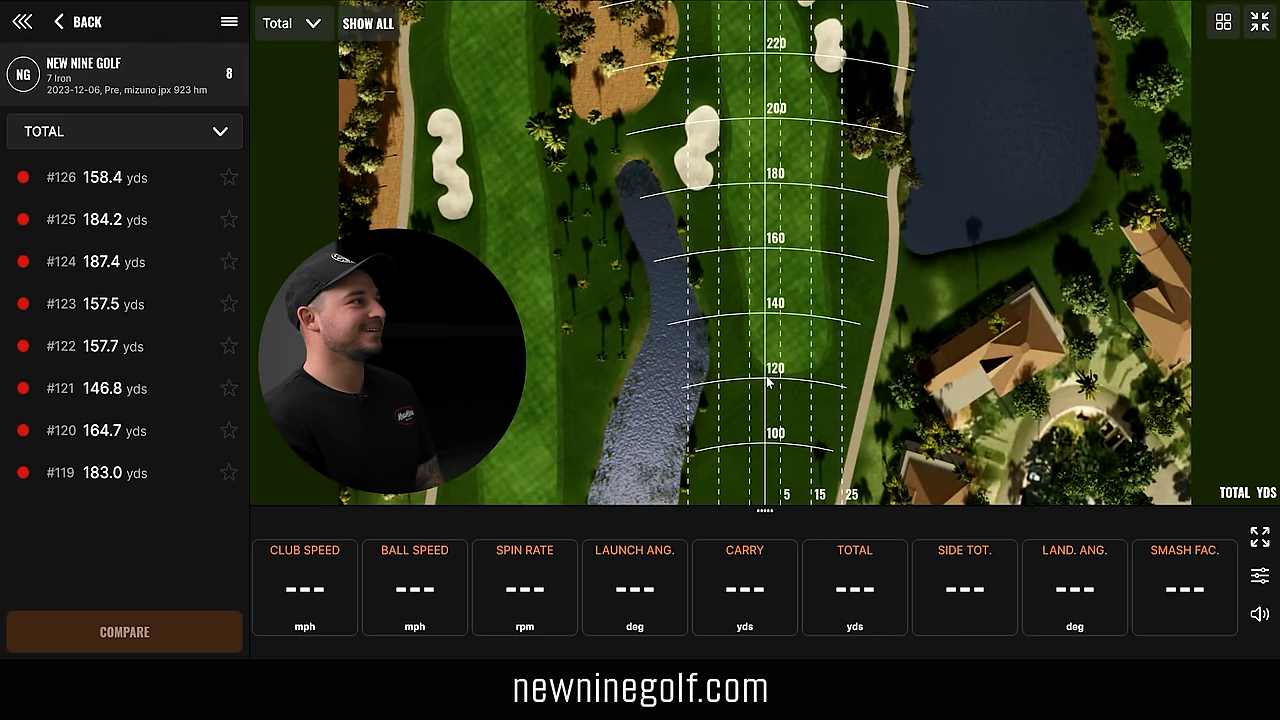 BACK
Total
SHOW ALL
NG
NEW NINE GOLF
7 Iron
2023-12-06, Pre, mizuno jpx 923 hm
8
TOTAL
#126 158.4 yds
#125 184.2 yds
#124 187.4 yds
#123 157.5 yds
#122 157.7 yds
#121 146.8 yds
#120 164.7 yds
#119 183.0 yds
COMPARE
220
200
180
160
140
120
100
5 15 25
TOTAL YDS
CLUB SPEED
---
mph
BALL SPEED
---
mph
SPIN RATE
---
rpm
LAUNCH ANG.
---
deg
CARRY
---
yds
TOTAL
---
yds
SIDE TOT.
---
LAND. ANG.
---
deg
SMASH FAC.
---
newninegolf.com